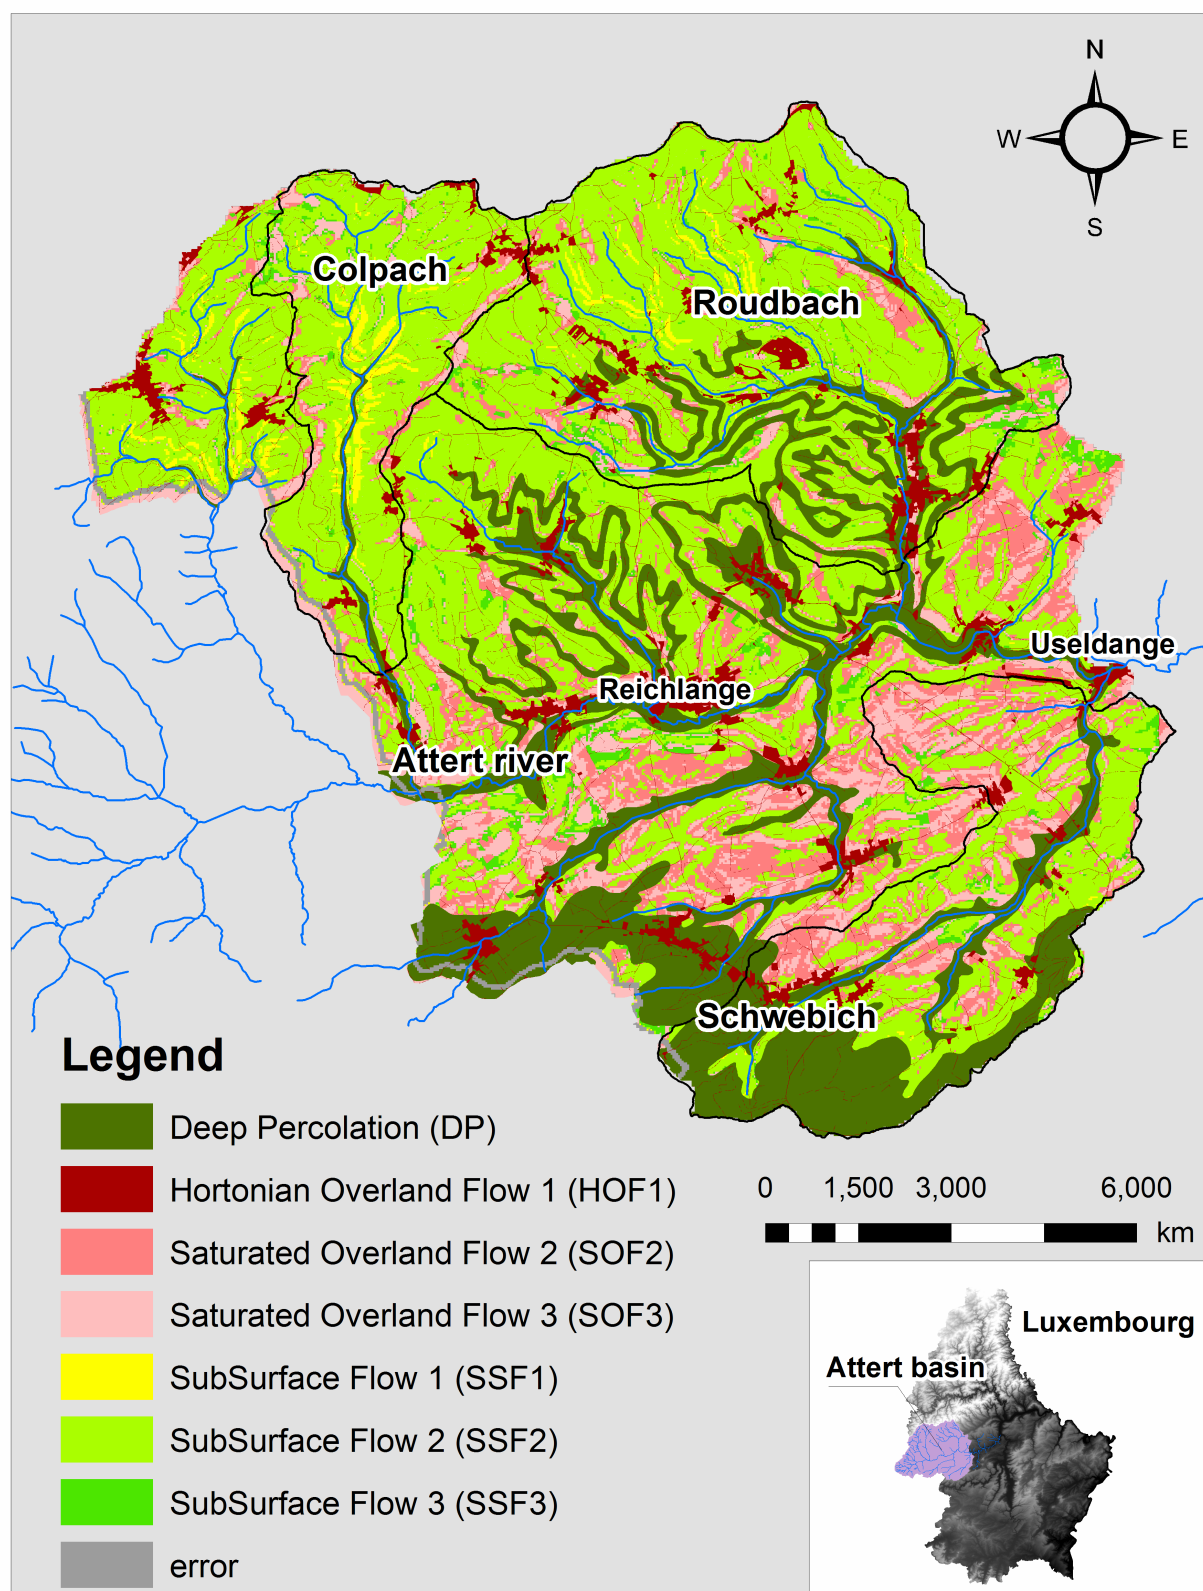 N
W
E
S
Colpach
Roudbach
Useldange
Reichlange
Attert river
Schwebich
Legend
Deep Percolation (DP)
Hortonian Overland Flow 1 (HOF1)
Saturated Overland Flow 2 (SOF2)
Saturated Overland Flow 3 (SOF3)
SubSurface Flow 1 (SSF1)
SubSurface Flow 2 (SSF2)
SubSurface Flow 3 (SSF3)
error
0 1,500 3,000 6,000
km
Luxembourg
Attert basin